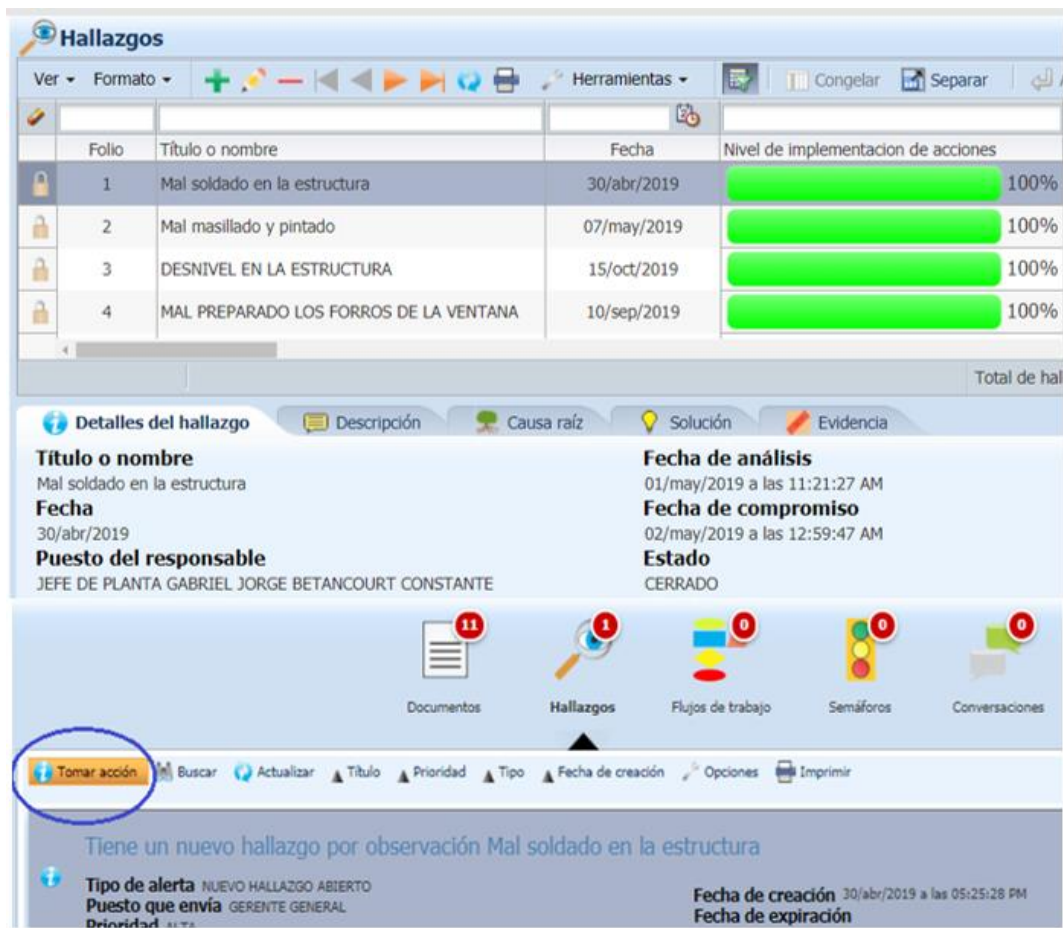 Hallazgos
Ver Formato Herramientas Congelar Separar
Folio Título o nombre Fecha Nivel de implementacion de acciones
1 Mal soldado en la estructura 30/abr/2019 100%
2 Mal masillado y pintado 07/may/2019 100%
3 DESNIVEL EN LA ESTRUCTURA 15/oct/2019 100%
4 MAL PREPARADO LOS FORROS DE LA VENTANA 10/sep/2019 100%
Total de hal
Detalles del hallazgo Descripción Causa raíz Solución Evidencia
Título o nombre Fecha de análisis
Mal soldado en la estructura 01/may/2019 a las 11:21:27 AM
Fecha Fecha de compromiso
30/abr/2019 02/may/2019 a las 12:59:47 AM
Puesto del responsable Estado
JEFE DE PLANTA GABRIEL JORGE BETANCOURT CONSTANTE CERRADO
11 1 0 0 0
Documentos Hallazgos Flujos de trabajo Semáforos Conversaciones
Tomar acción Buscar Actualizar Título Prioridad Tipo Fecha de creación Opciones Imprimir
Tiene un nuevo hallazgo por observación Mal soldado en la estructura
Tipo de alerta NUEVO HALLAZGO ABIERTO Fecha de creación 30/abr/2019 a las 05:25:28 PM
Puesto que envía GERENTE GENERAL Fecha de expiración
Prioridad ALTA